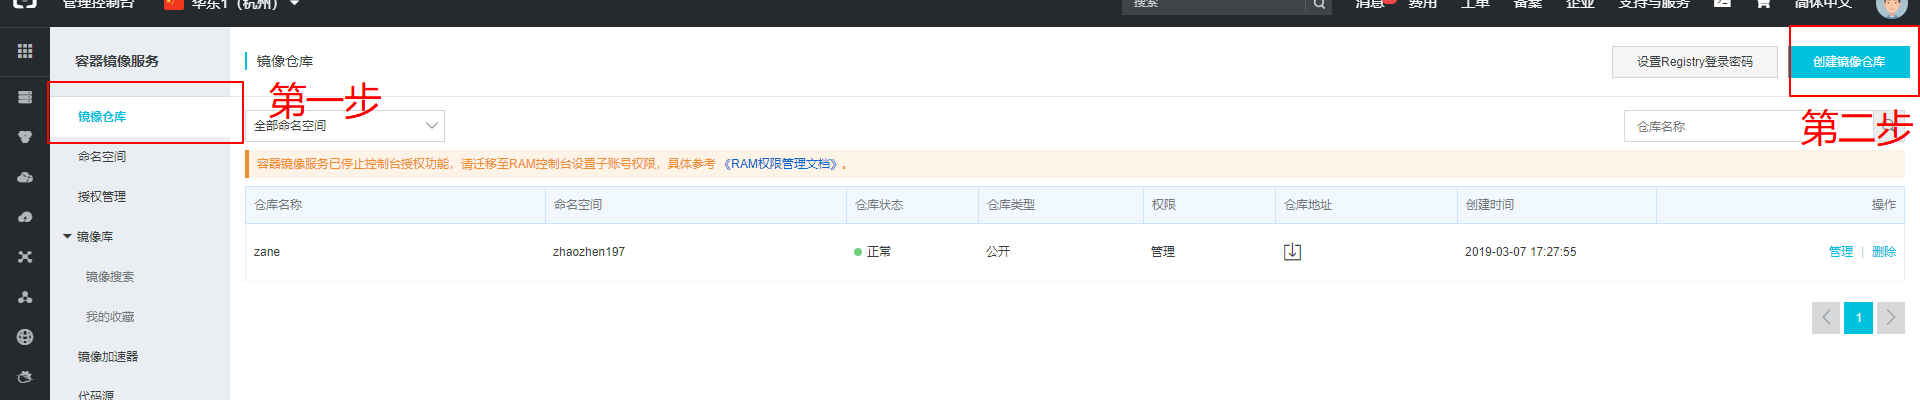 管理控制台 华东1（杭州） 搜索 消息 费用 工单 备案 企业 支持与服务 简体中文
容器镜像服务
镜像仓库
命名空间
授权管理
镜像库
镜像搜索
我的收藏
镜像加速器
代码源
第一步
镜像仓库 设置Registry登录密码 创建镜像仓库
第二步
全部命名空间 仓库名称
容器镜像服务已停止控制台授权功能，请迁移至RAM控制台设置子账号权限，具体参考 《RAM权限管理文档》。
仓库名称 命名空间 仓库状态 仓库类型 权限 仓库地址 创建时间 操作
zane zhaozhen197 正常 公开 管理 2019-03-07 17:27:55 管理 | 删除
1